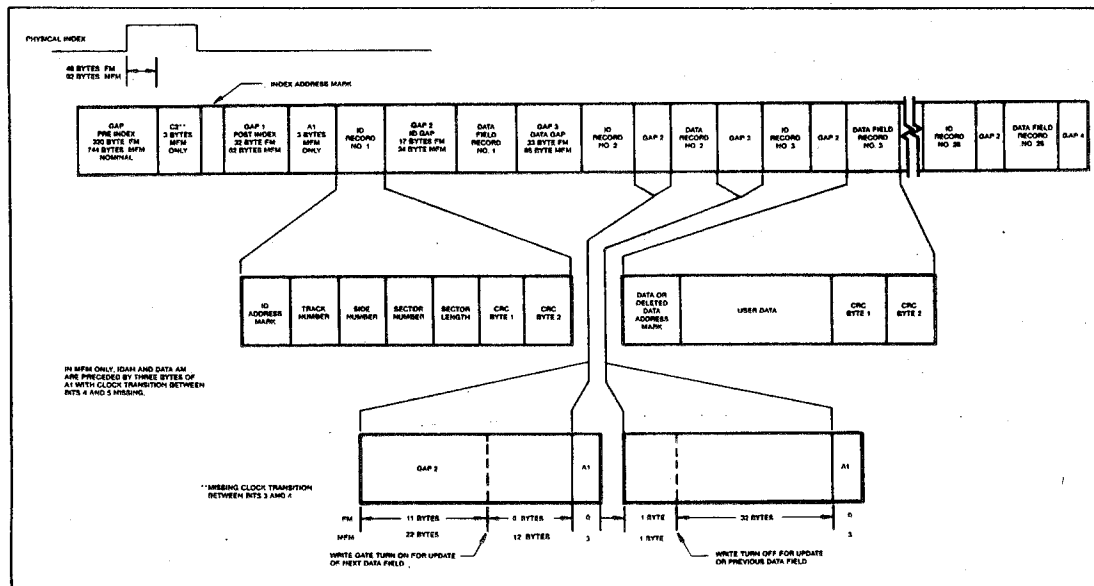 PHYSICAL INDEX
46 BYTES FM
92 BYTES MFM
INDEX ADDRESS MARK
GAP
PRE INDEX
320 BYTE FM
744 BYTES MFM
NOMINAL
C2**
3 BYTES
MFM
ONLY
GAP 1
POST INDEX
32 BYTE FM
62 BYTES MFM
A1
3 BYTES
MFM
ONLY
ID
RECORD
NO. 1
GAP 2
ID GAP
17 BYTES FM
34 BYTE MFM
DATA
FIELD
RECORD
NO. 1
GAP 3
DATA GAP
33 BYTE FM
65 BYTE MFM
ID
RECORD
NO. 2
GAP 2
DATA
RECORD
NO. 2
GAP 3
ID
RECORD
NO. 3
GAP 2
DATA FIELD
RECORD
NO. 3
ID
RECORD
NO. 26
GAP 2
DATA FIELD
RECORD
NO. 26
GAP 4
ID
ADDRESS
MARK
TRACK
NUMBER
SIDE
NUMBER
SECTOR
NUMBER
SECTOR
LENGTH
CRC
BYTE 1
CRC
BYTE 2
DATA OR
DELETED
DATA
ADDRESS
MARK
USER DATA
CRC
BYTE 1
CRC
BYTE 2
IN MFM ONLY, IDAM AND DATA AM
ARE PRECEDED BY THREE BYTES OF
A1 WITH CLOCK TRANSITION BETWEEN
BITS 4 AND 5 MISSING.
GAP 2
A1
A1
**MISSING CLOCK TRANSITION
BETWEEN BITS 3 AND 4
FM
11 BYTES
6 BYTES
0
1 BYTE
32 BYTES
0
MFM
22 BYTES
12 BYTES
3
1 BYTE
3
WRITE GATE TURN ON FOR UPDATE
OF NEXT DATA FIELD
WRITE TURN OFF FOR UPDATE
OR PREVIOUS DATA FIELD